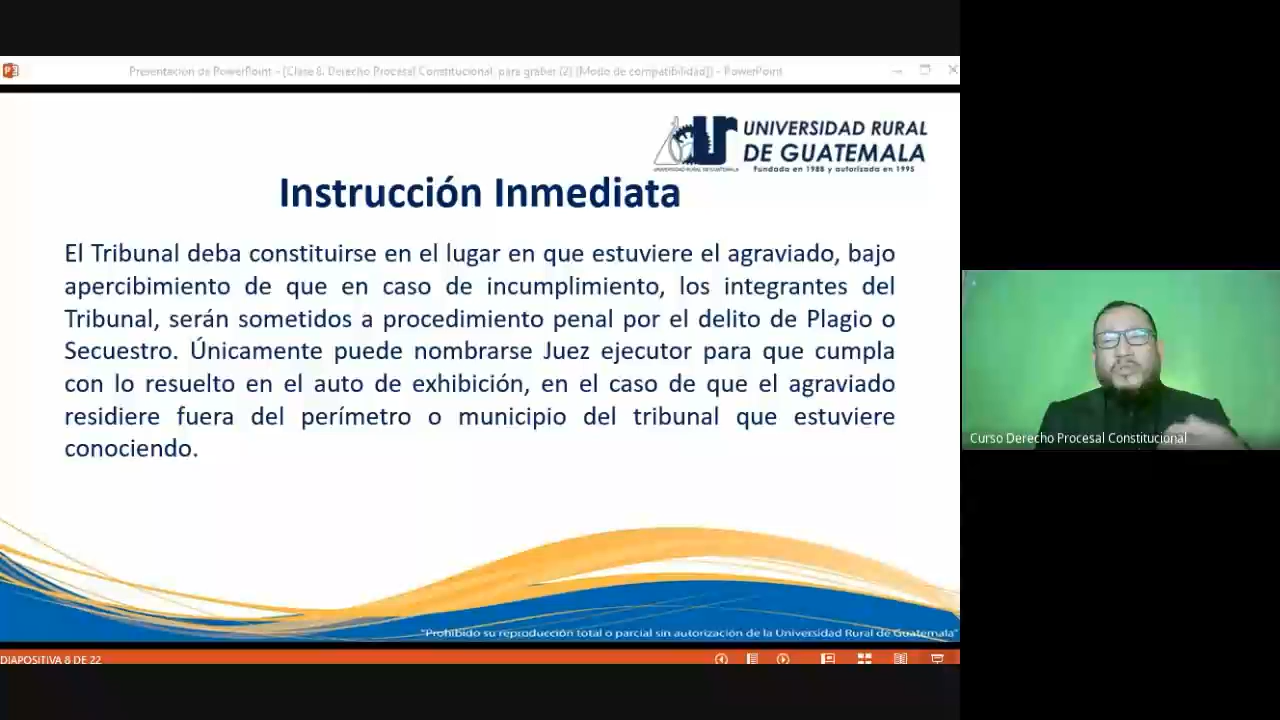 Presentación de PowerPoint - [Clase 8. Derecho Procesal Constitucional para grabar (2) [Modo de compatibilidad]] - PowerPoint
UNIVERSIDAD RURAL
DE GUATEMALA
Fundada en 1988 y autorizada en 1995
UNIVERSIDAD RURAL DE GUATEMALA
Instrucción Inmediata
El Tribunal deba constituirse en el lugar en que estuviere el agraviado, bajo
apercibimiento de que en caso de incumplimiento, los integrantes del
Tribunal, serán sometidos a procedimiento penal por el delito de Plagio o
Secuestro. Únicamente puede nombrarse Juez ejecutor para que cumpla
con lo resuelto en el auto de exhibición, en el caso de que el agraviado
residiere fuera del perímetro o municipio del tribunal que estuviere
conociendo.
Curso Derecho Procesal Constitucional
"Prohibido su reproducción total o parcial sin autorización de la Universidad Rural de Guatemala"
DIAPOSITIVA 8 DE 22